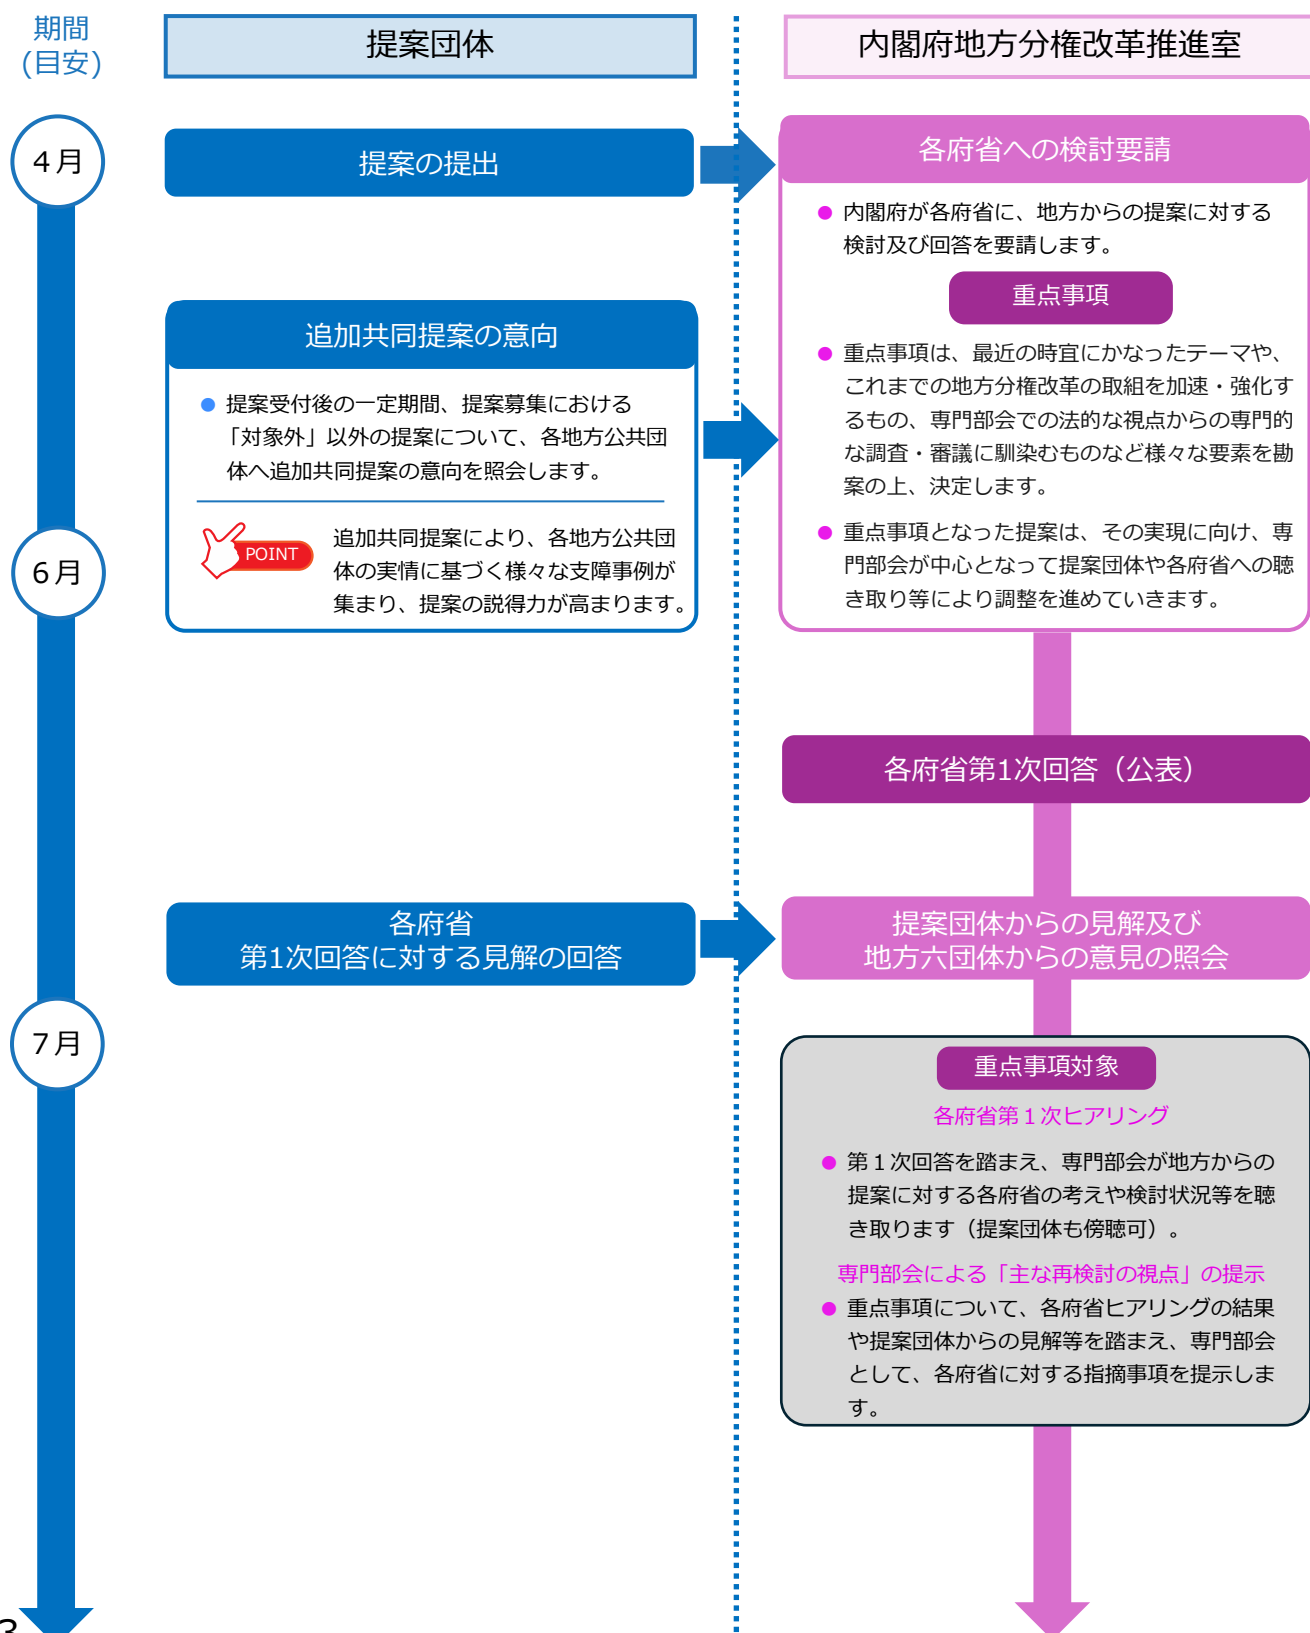 期間
(目安)
提案団体
内閣府地方分権改革推進室
４月
提案の提出
各府省への検討要請
● 内閣府が各府省に、地方からの提案に対する
検討及び回答を要請します。
重点事項
● 重点事項は、最近の時宜にかなったテーマや、
これまでの地方分権改革の取組を加速・強化す
るもの、専門部会での法的な視点からの専門的
な調査・審議に馴染むものなど様々な要素を勘
案の上、決定します。
● 重点事項となった提案は、その実現に向け、専
門部会が中心となって提案団体や各府省への聴
き取り等により調整を進めていきます。
追加共同提案の意向
● 提案受付後の一定期間、提案募集における
「対象外」以外の提案について、各地方公共団
体へ追加共同提案の意向を照会します。
POINT
追加共同提案により、各地方公共団
体の実情に基づく様々な支障事例が
集まり、提案の説得力が高まります。
６月
各府省第1次回答（公表）
各府省
第1次回答に対する見解の回答
提案団体からの見解及び
地方六団体からの意見の照会
７月
重点事項対象
各府省第１次ヒアリング
● 第１次回答を踏まえ、専門部会が地方からの
提案に対する各府省の考えや検討状況等を聴
き取ります（提案団体も傍聴可）。
専門部会による「主な再検討の視点」の提示
● 重点事項について、各府省ヒアリングの結果
や提案団体からの見解等を踏まえ、専門部会
として、各府省に対する指摘事項を提示しま
す。
3